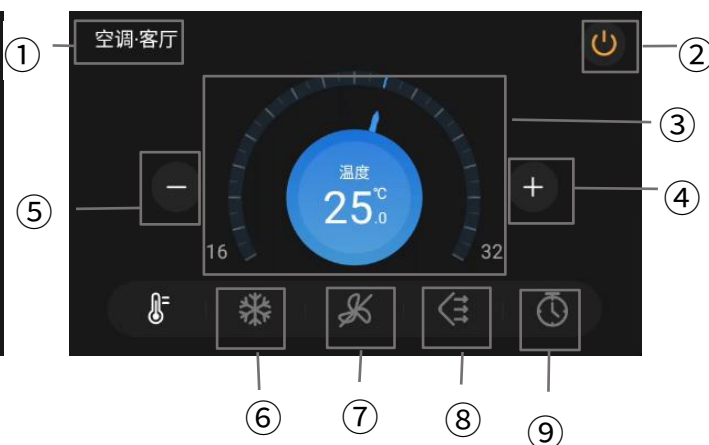 ① 空调·客厅 ②
③
温度
⑤ − 25.0℃ + ④
16 32
⑥ ⑦ ⑧ ⑨